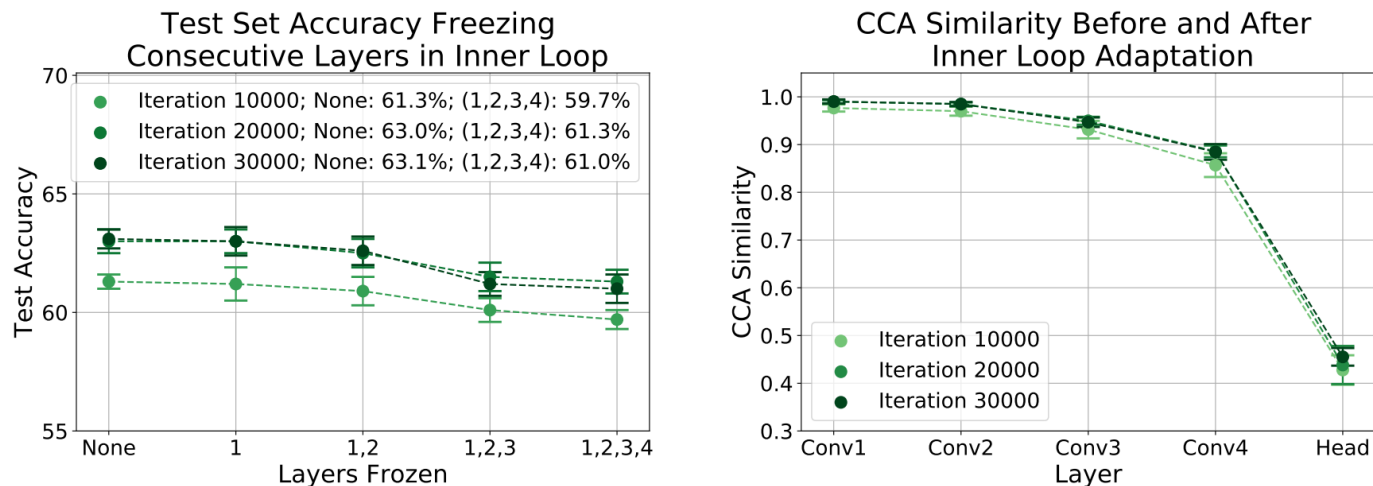 Test Set Accuracy Freezing
Consecutive Layers in Inner Loop
70
65
60
55
Test Accuracy
Iteration 10000; None: 61.3%; (1,2,3,4): 59.7%
Iteration 20000; None: 63.0%; (1,2,3,4): 61.3%
Iteration 30000; None: 63.1%; (1,2,3,4): 61.0%
None 1 1,2 1,2,3 1,2,3,4
Layers Frozen
CCA Similarity Before and After
Inner Loop Adaptation
1.0
0.9
0.8
0.7
0.6
0.5
0.4
0.3
CCA Similarity
Iteration 10000
Iteration 20000
Iteration 30000
Conv1 Conv2 Conv3 Conv4 Head
Layer